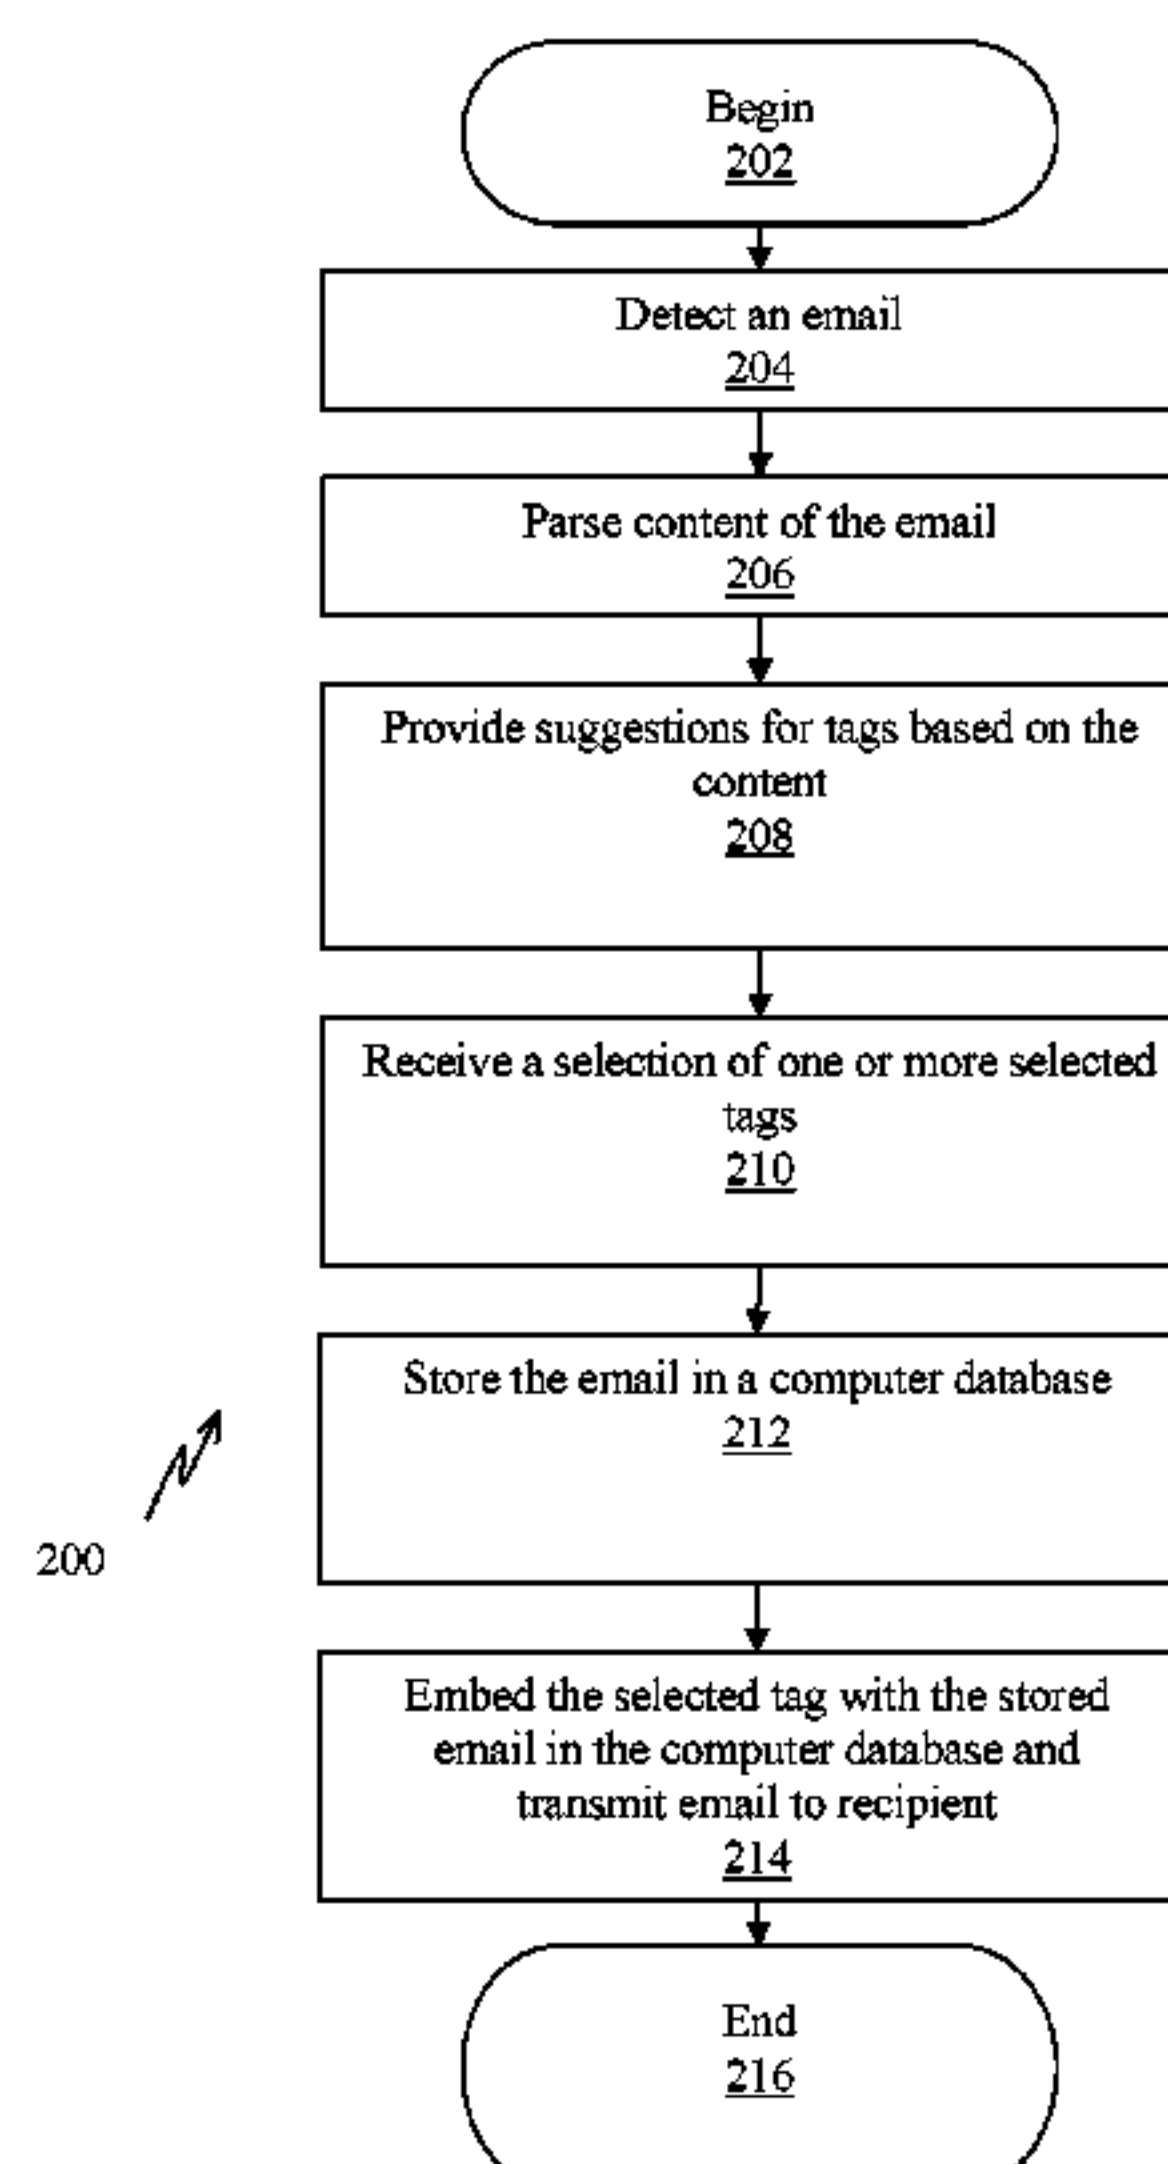 Begin
202
Detect an email
204
Parse content of the email
206
Provide suggestions for tags based on the
content
208
Receive a selection of one or more selected
tags
210
Store the email in a computer database
212
200
Embed the selected tag with the stored
email in the computer database and
transmit email to recipient
214
End
216